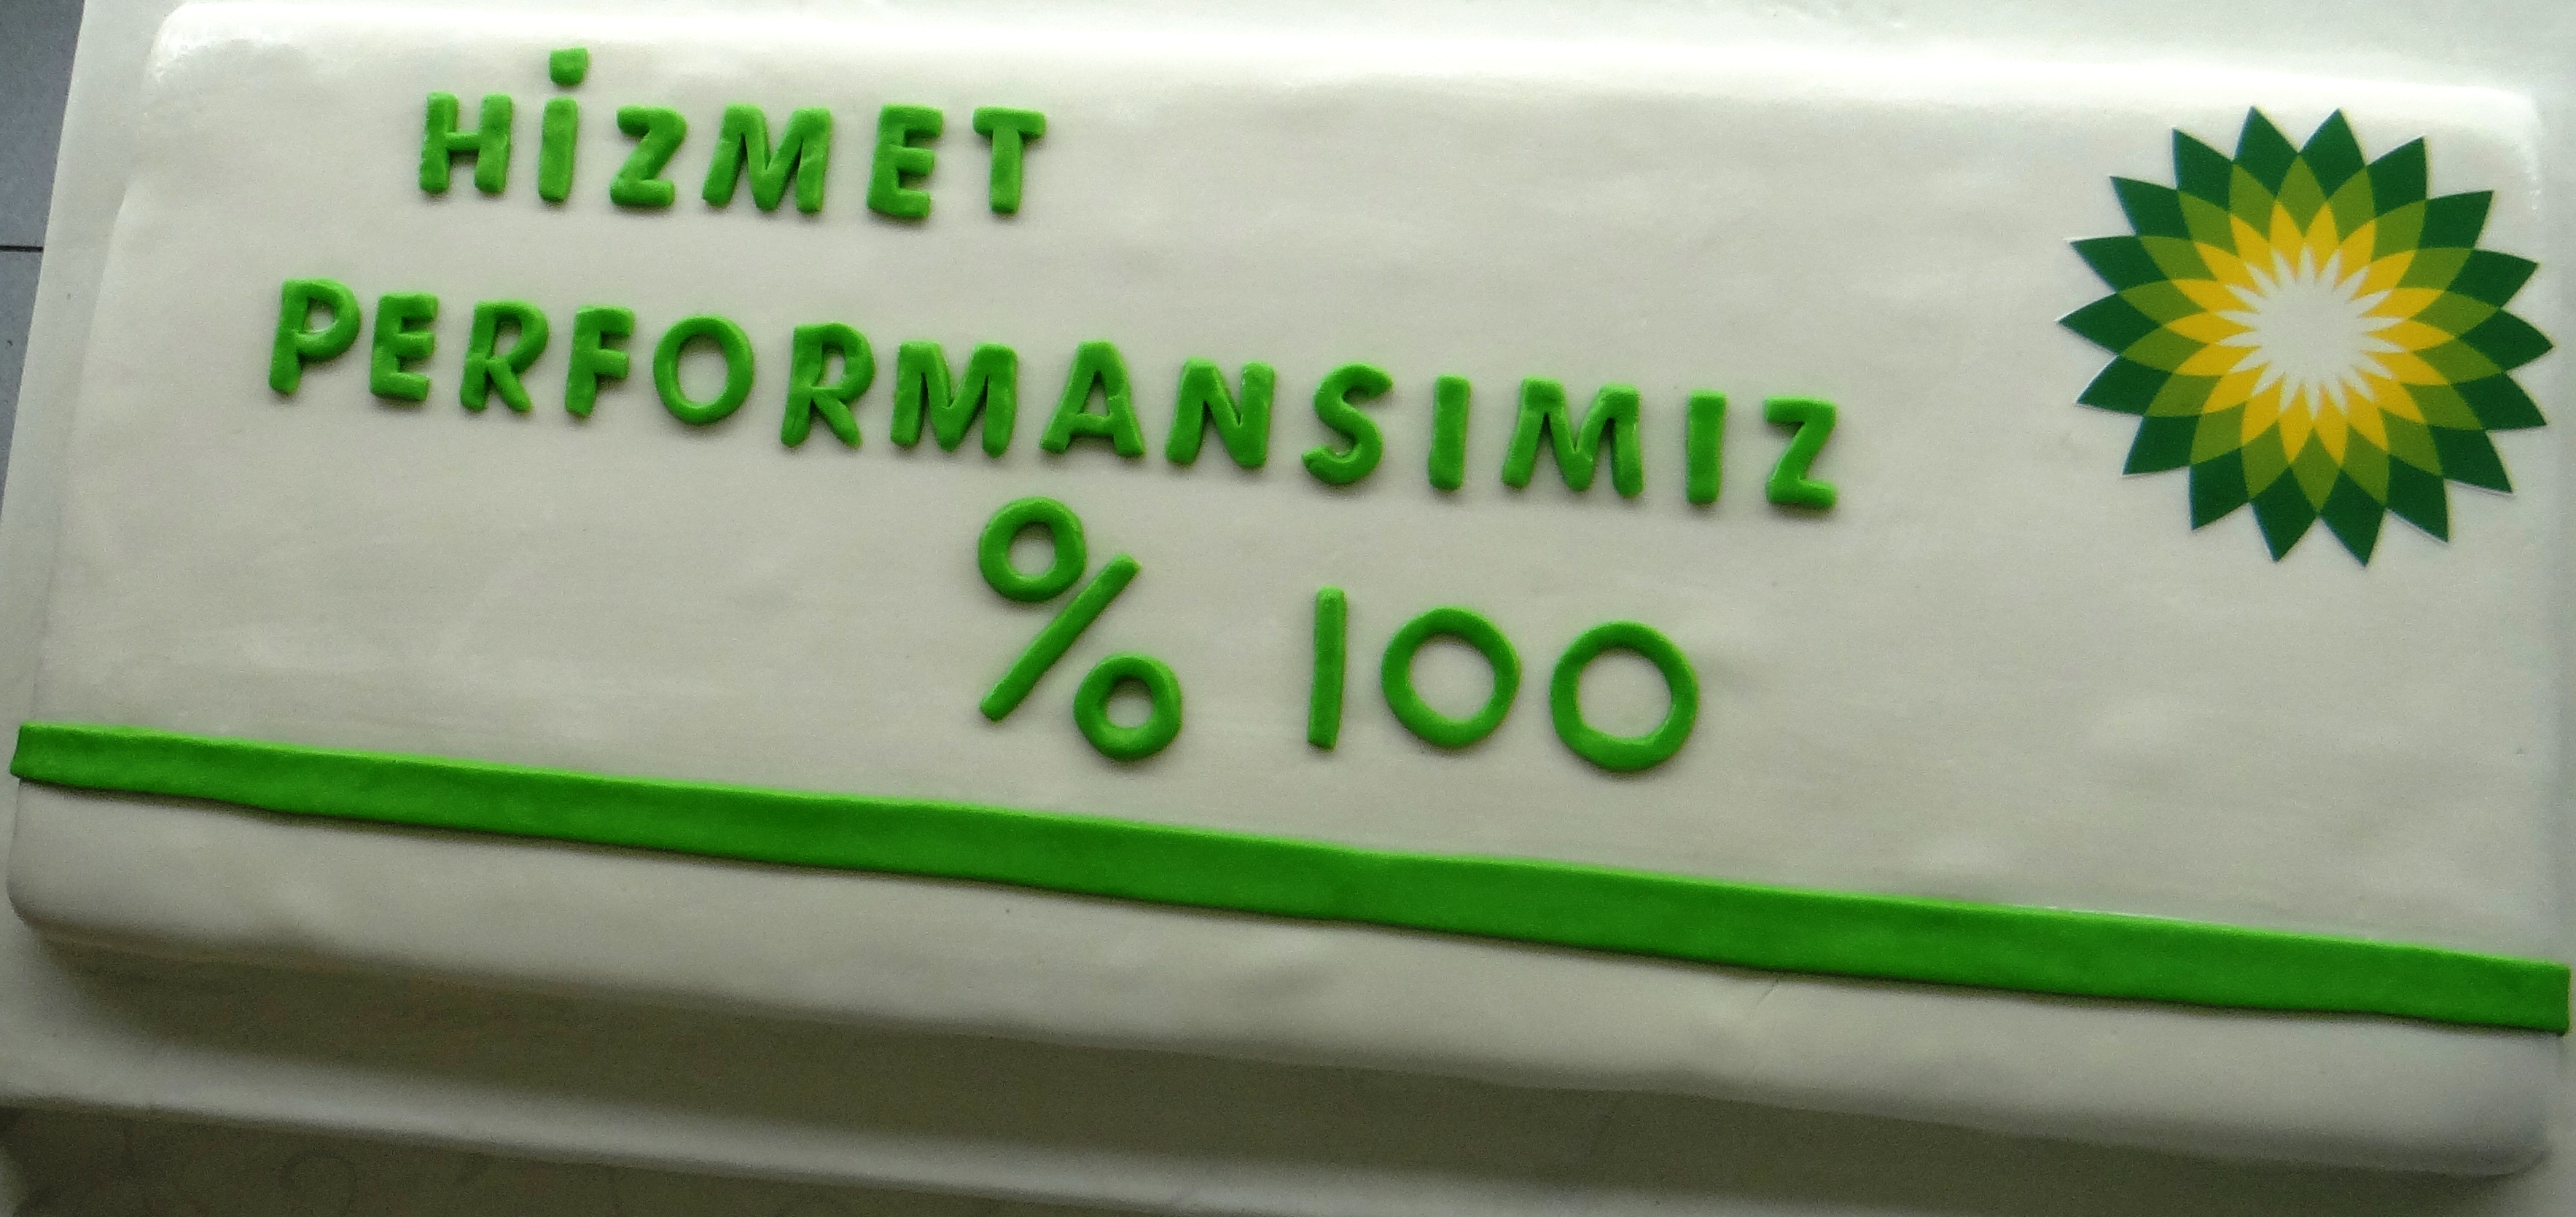 HİZMET
PERFORMANSIMIZ
% 100